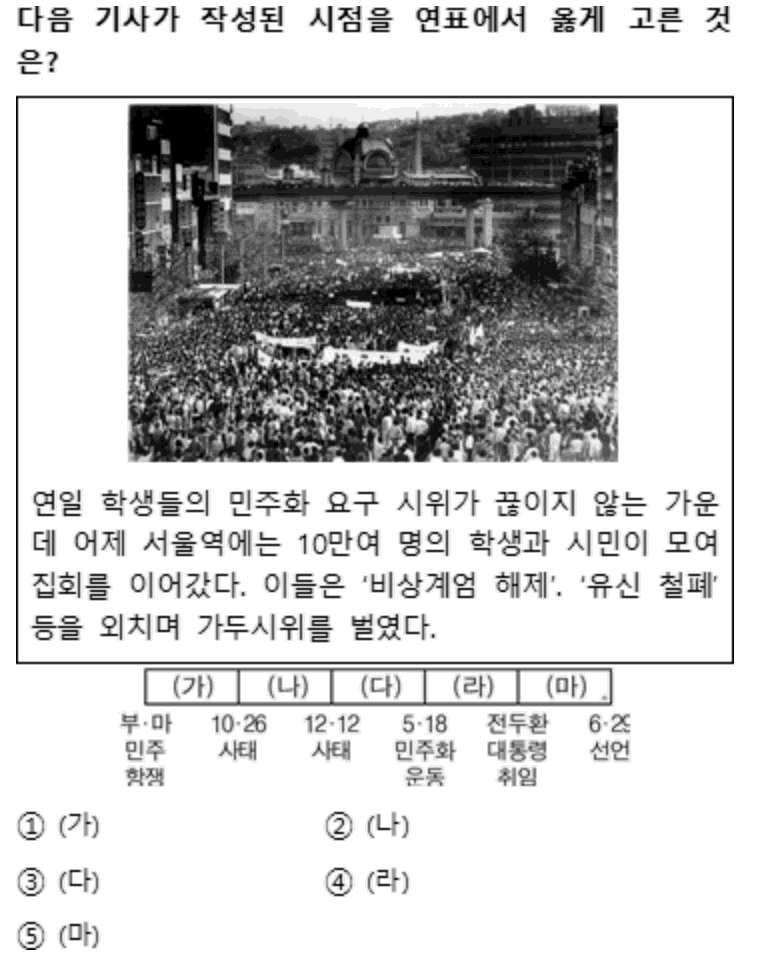 다음 기사가 작성된 시점을 연표에서 옳게 고른 것
은?
연일 학생들의 민주화 요구 시위가 끊이지 않는 가운
데 어제 서울역에는 10만여 명의 학생과 시민이 모여
집회를 이어갔다. 이들은 ‘비상계엄 해제’. ‘유신 철폐’
등을 외치며 가두시위를 벌였다.
(가) (나) (다) (라) (마)
부·마 10·26 12·12 5·18 전두환 6·29
민주 사태 사태 민주화 대통령 선언
항쟁 운동 취임
① (가) ② (나)
③ (다) ④ (라)
⑤ (마)